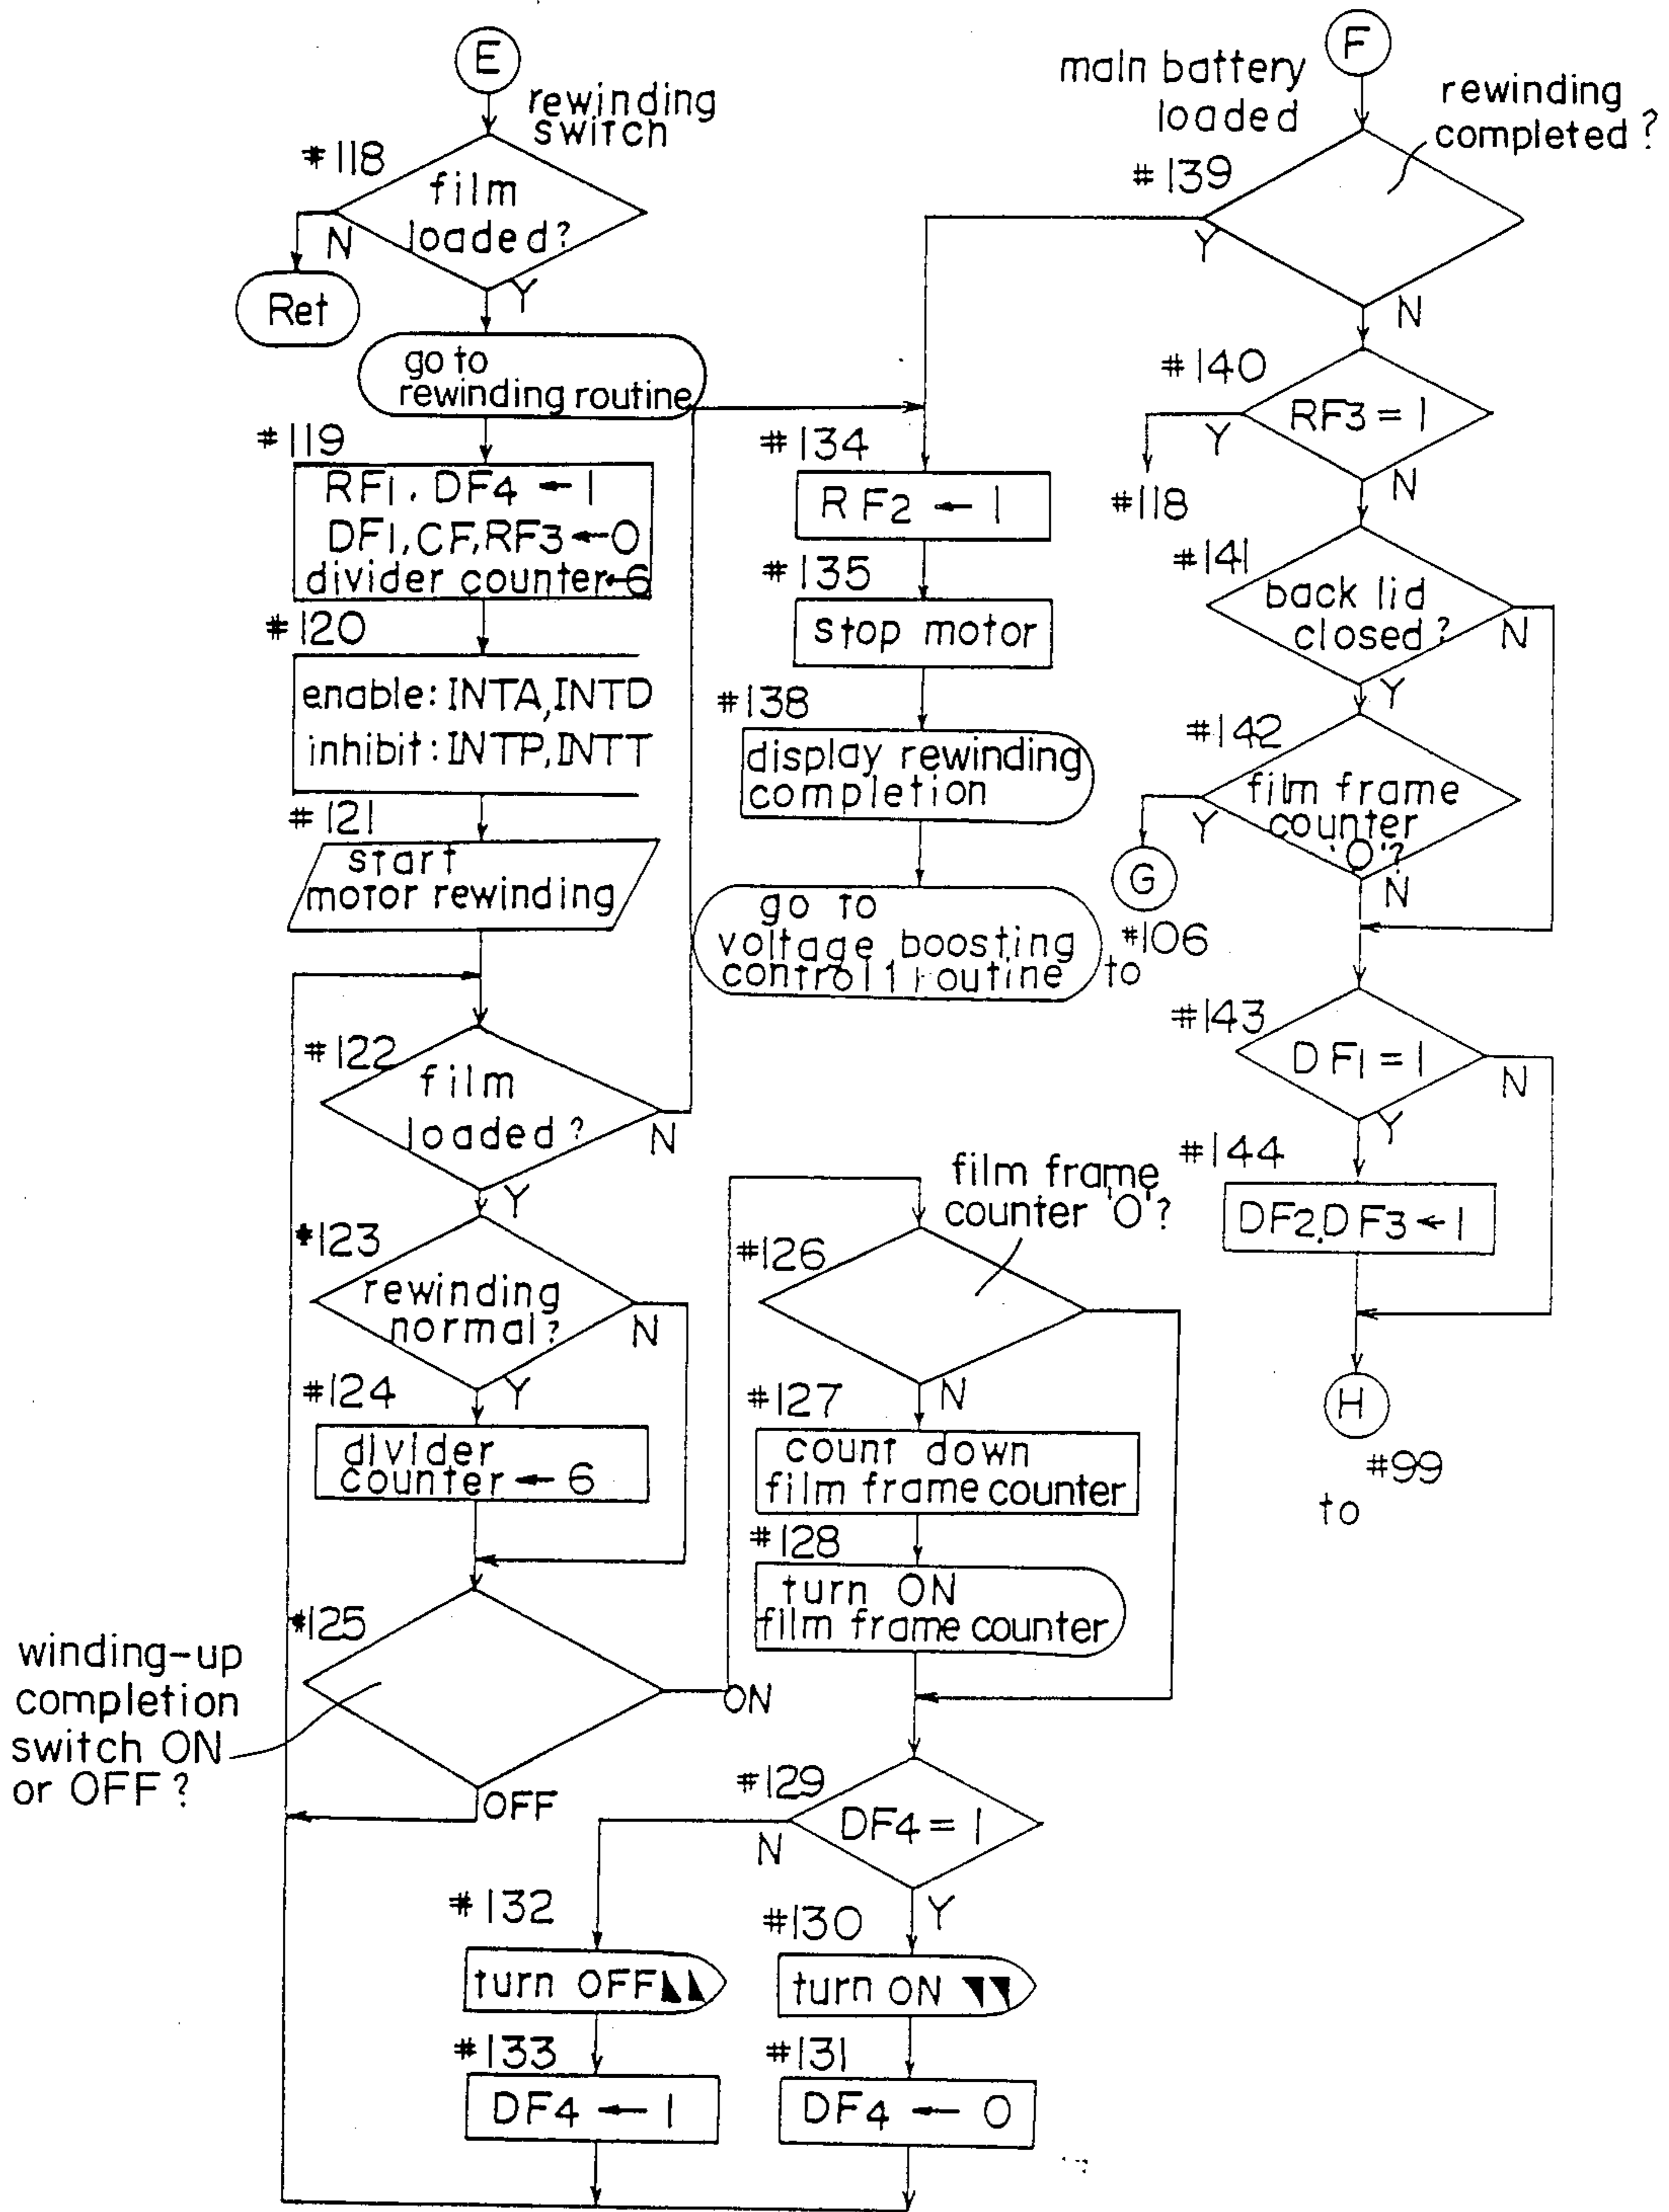 E
rewinding
switch
#118
film
loaded?
N
Y
Ret
go to
rewinding routine
#119
RF1, DF4 ← 1
DF1, CF, RF3 ← 0
divider counter ← 6
#120
enable: INTA, INTD
inhibit: INTP, INTT
#121
start
motor rewinding
#122
film
loaded?
N
Y
#123
rewinding
normal?
N
Y
#124
divider
counter ← 6
#125
winding-up
completion
switch ON
or OFF?
ON
OFF
#134
RF2 ← 1
#135
stop motor
#138
display rewinding
completion
go to
voltage boosting
control 1 routine
film frame
counter '0'?
#126
N
#127
count down
film frame counter
#128
turn ON
film frame counter
#129
DF4 = 1
N
Y
#132
turn OFF
#133
DF4 ← 1
#130
turn ON
#131
DF4 ← 0
F
main battery
loaded
rewinding
completed?
#139
Y
N
#140
RF3 = 1
Y
N
#118
#141
back lid
closed?
N
Y
#142
film frame
counter
'0'?
Y
N
G
#106
to
#143
DF1 = 1
N
Y
#144
DF2, DF3 ← 1
H
#99
to